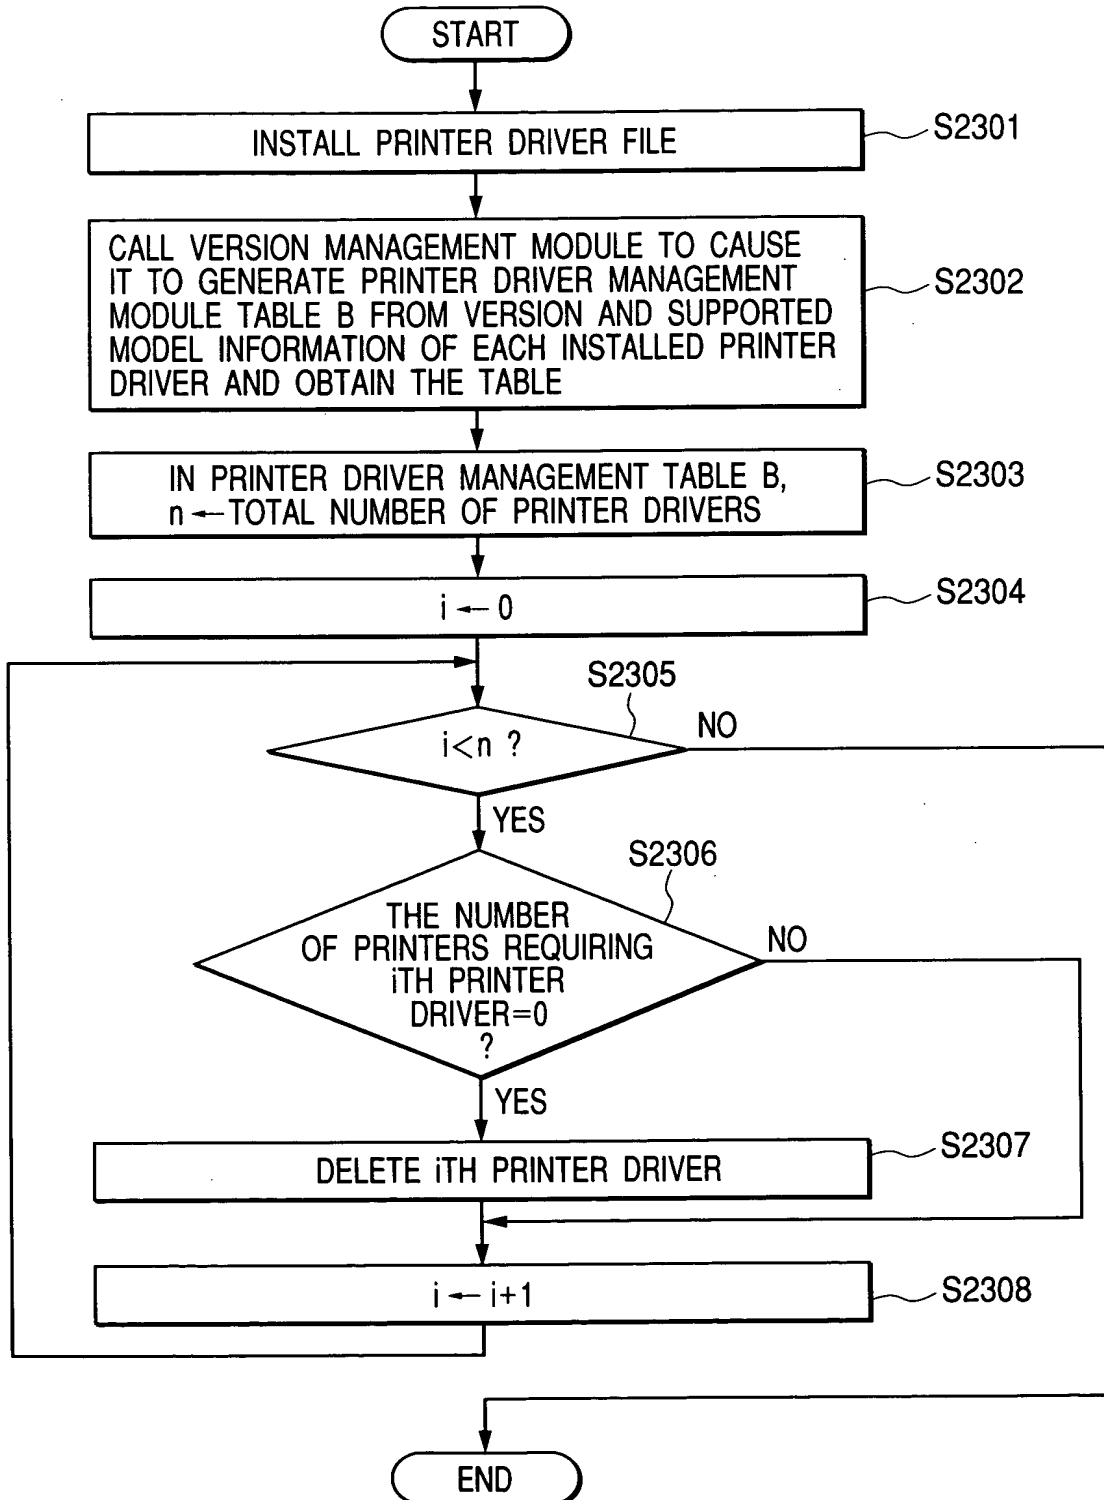 START
INSTALL PRINTER DRIVER FILE
S2301
CALL VERSION MANAGEMENT MODULE TO CAUSE
IT TO GENERATE PRINTER DRIVER MANAGEMENT
MODULE TABLE B FROM VERSION AND SUPPORTED
MODEL INFORMATION OF EACH INSTALLED PRINTER
DRIVER AND OBTAIN THE TABLE
S2302
IN PRINTER DRIVER MANAGEMENT TABLE B,
n ← TOTAL NUMBER OF PRINTER DRIVERS
S2303
i ← 0
S2304
S2305
i<n ?
NO
YES
S2306
THE NUMBER
OF PRINTERS REQUIRING
iTH PRINTER
DRIVER=0
?
NO
YES
DELETE iTH PRINTER DRIVER
S2307
i ← i+1
S2308
END